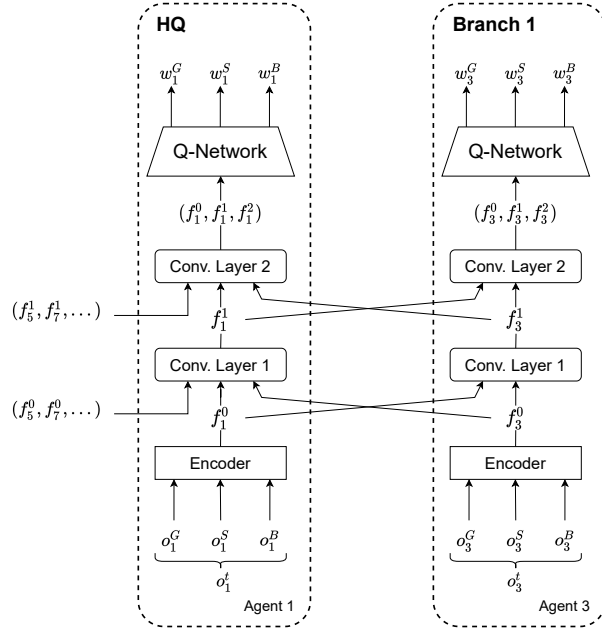 HQ Branch 1
w_1^G w_1^S w_1^B w_3^G w_3^S w_3^B
Q-Network Q-Network
(f_1^0, f_1^1, f_1^2) (f_3^0, f_3^1, f_3^2)
Conv. Layer 2 Conv. Layer 2
(f_5^1, f_7^1, ...) f_1^1 f_3^1
Conv. Layer 1 Conv. Layer 1
(f_5^0, f_7^0, ...) f_1^0 f_3^0
Encoder Encoder
o_1^G o_1^S o_1^B o_3^G o_3^S o_3^B
o_1^t o_3^t
Agent 1 Agent 3